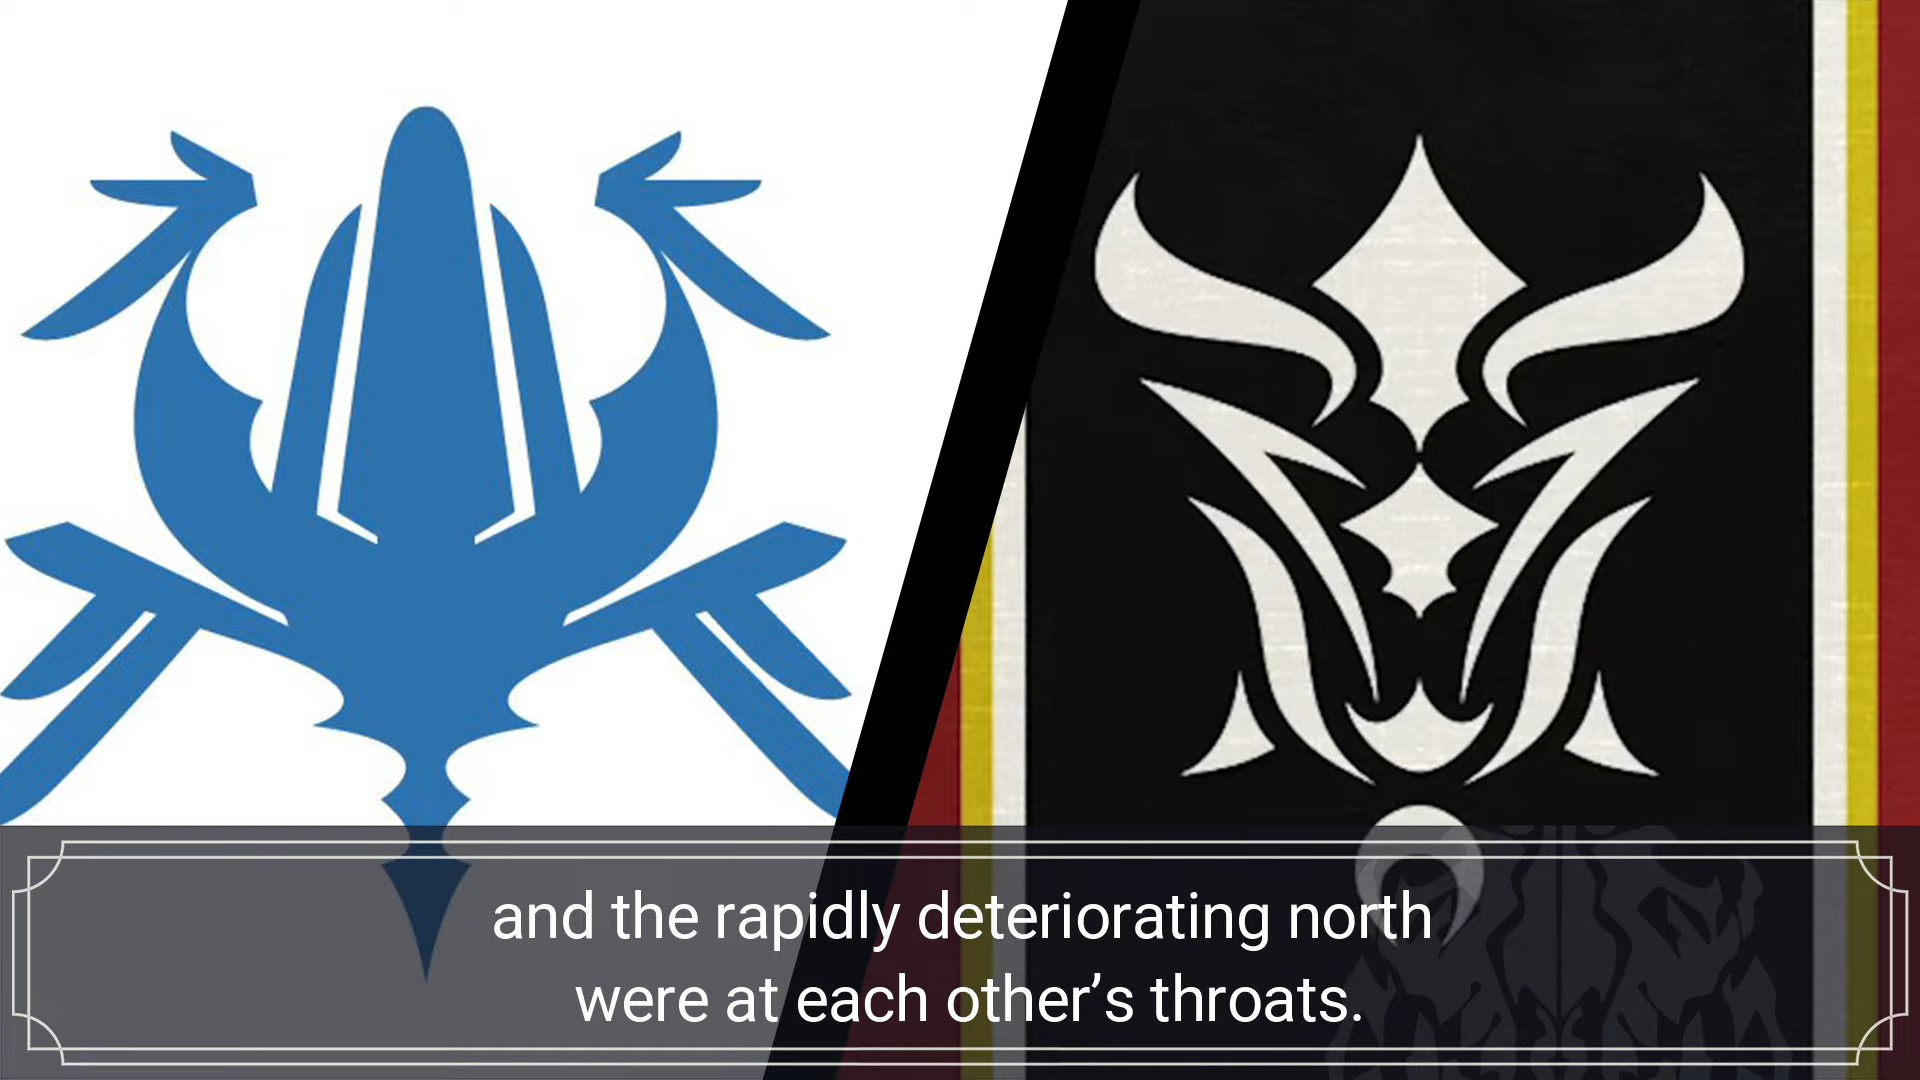 and the rapidly deteriorating north
were at each other’s throats.